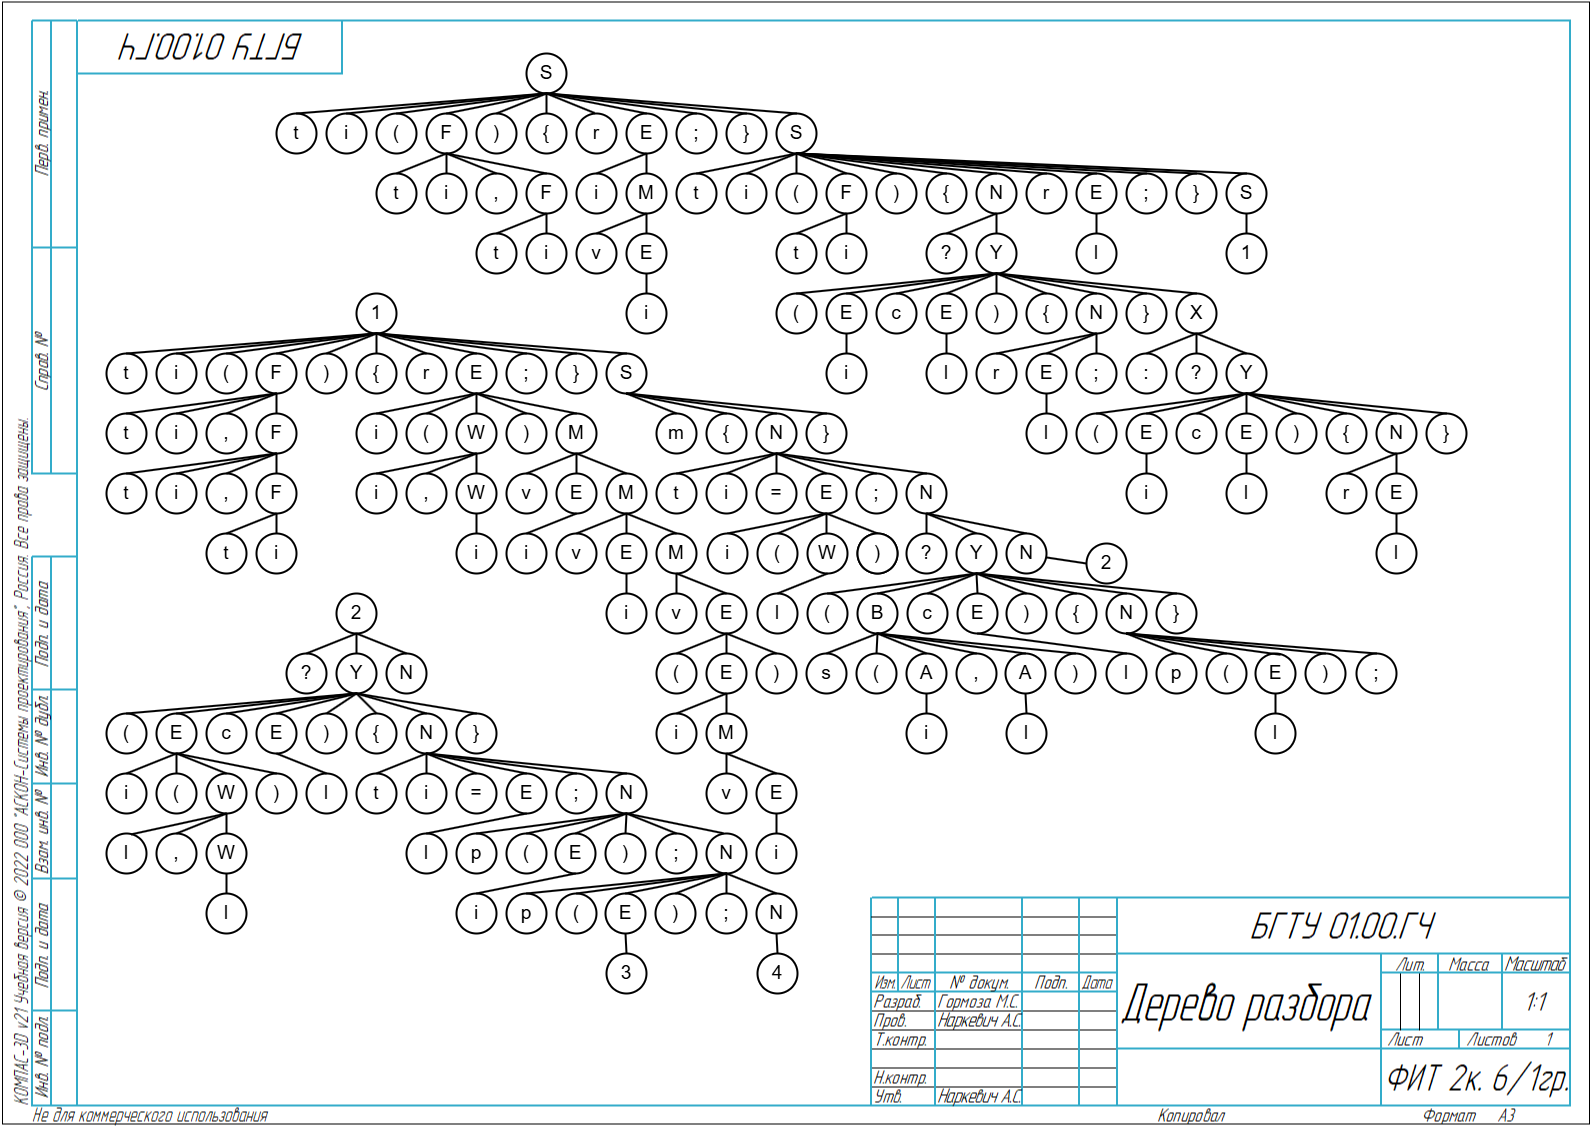 БГТУ 01.00.ГЧ
S
t i ( F ) { r E ; } S
t i , F i M t i ( F ) { N r E ; } S
t i v E t i ? Y l 1
1 i ( E c E ) { N } X
t i ( F ) { r E ; } S i l r E ; : ? Y
t i , F i ( W ) M m { N } l ( E c E ) { N }
t i , F i , W v E M t i = E ; N i l r E
t i i i v E M i ( W ) ? Y N 2 l
2 i v E l ( B c E ) { N }
? Y N ( E ) s ( A , A ) l p ( E ) ;
( E c E ) { N } i M i l l
i ( W ) l t i = E ; N v E
l , W l p ( E ) ; N i
l i p ( E ) ; N
3 4
Перв. примен.
Справ. №
Подп. и дата
Инв. № дубл.
Взам. инв. №
Подп. и дата
Инв. № подл.
КОМПАС-3D v21 Учебная версия © 2022 ООО "АСКОН-Системы проектирования", Россия. Все права защищены.
БГТУ 01.00.ГЧ
Изм. Лист № докум. Подп. Дата
Разраб. Гормоза М.С.
Пров. Наркевич А.С.
Т.контр.
Н.контр.
Утв. Наркевич А.С.
Дерево разбора
Лит. Масса Масштаб
1:1
Лист Листов 1
ФИТ 2к. 6/1гр.
Не для коммерческого использования Копировал Формат А3